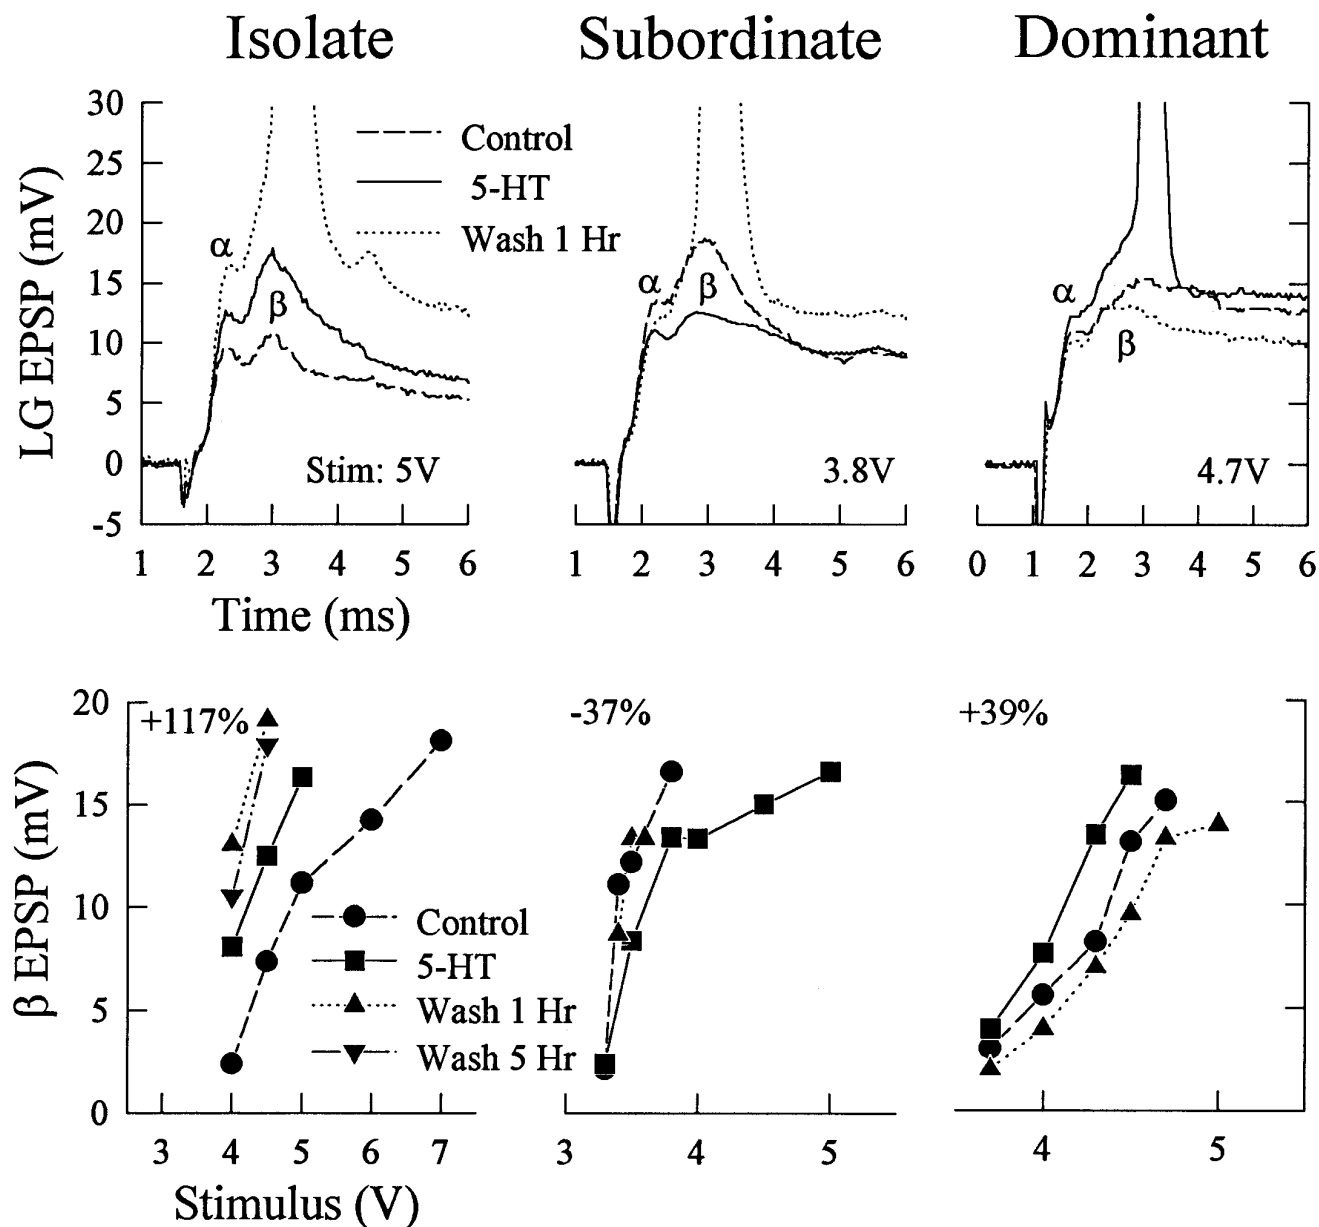 Isolate Subordinate Dominant
LG EPSP (mV)
30
25
20
15
10
5
0
-5
Control
5-HT
Wash 1 Hr
α
β
Stim: 5V
1 2 3 4 5 6
Time (ms)
α
β
3.8V
1 2 3 4 5 6
α
β
4.7V
0 1 2 3 4 5 6
β EPSP (mV)
20
15
10
5
0
+117%
Control
5-HT
Wash 1 Hr
Wash 5 Hr
3 4 5 6 7
Stimulus (V)
-37%
3 4 5
+39%
4 5